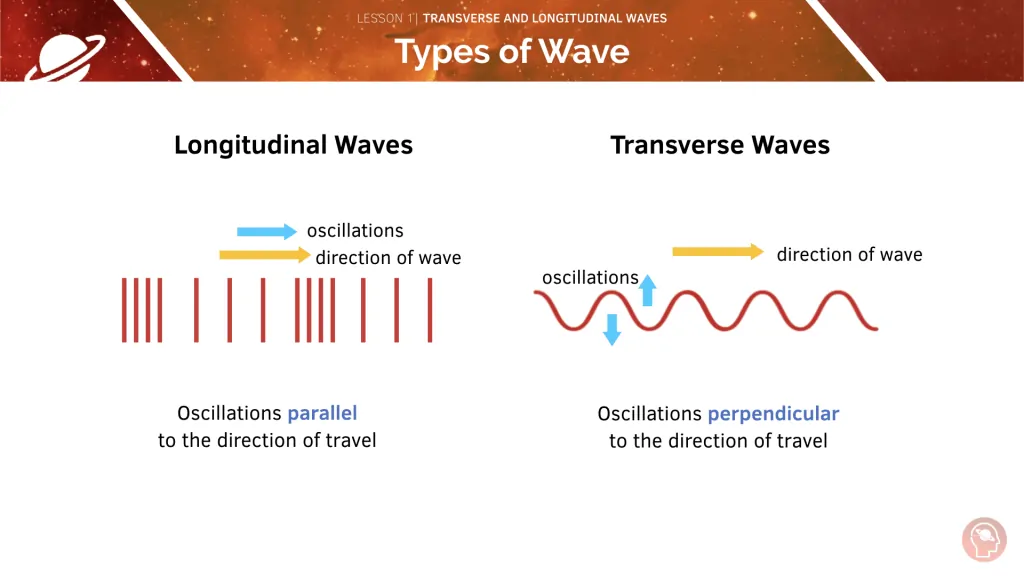 LESSON 1 | TRANSVERSE AND LONGITUDINAL WAVES
Types of Wave
Longitudinal Waves
oscillations
direction of wave
Oscillations parallel
to the direction of travel
Transverse Waves
direction of wave
oscillations
Oscillations perpendicular
to the direction of travel